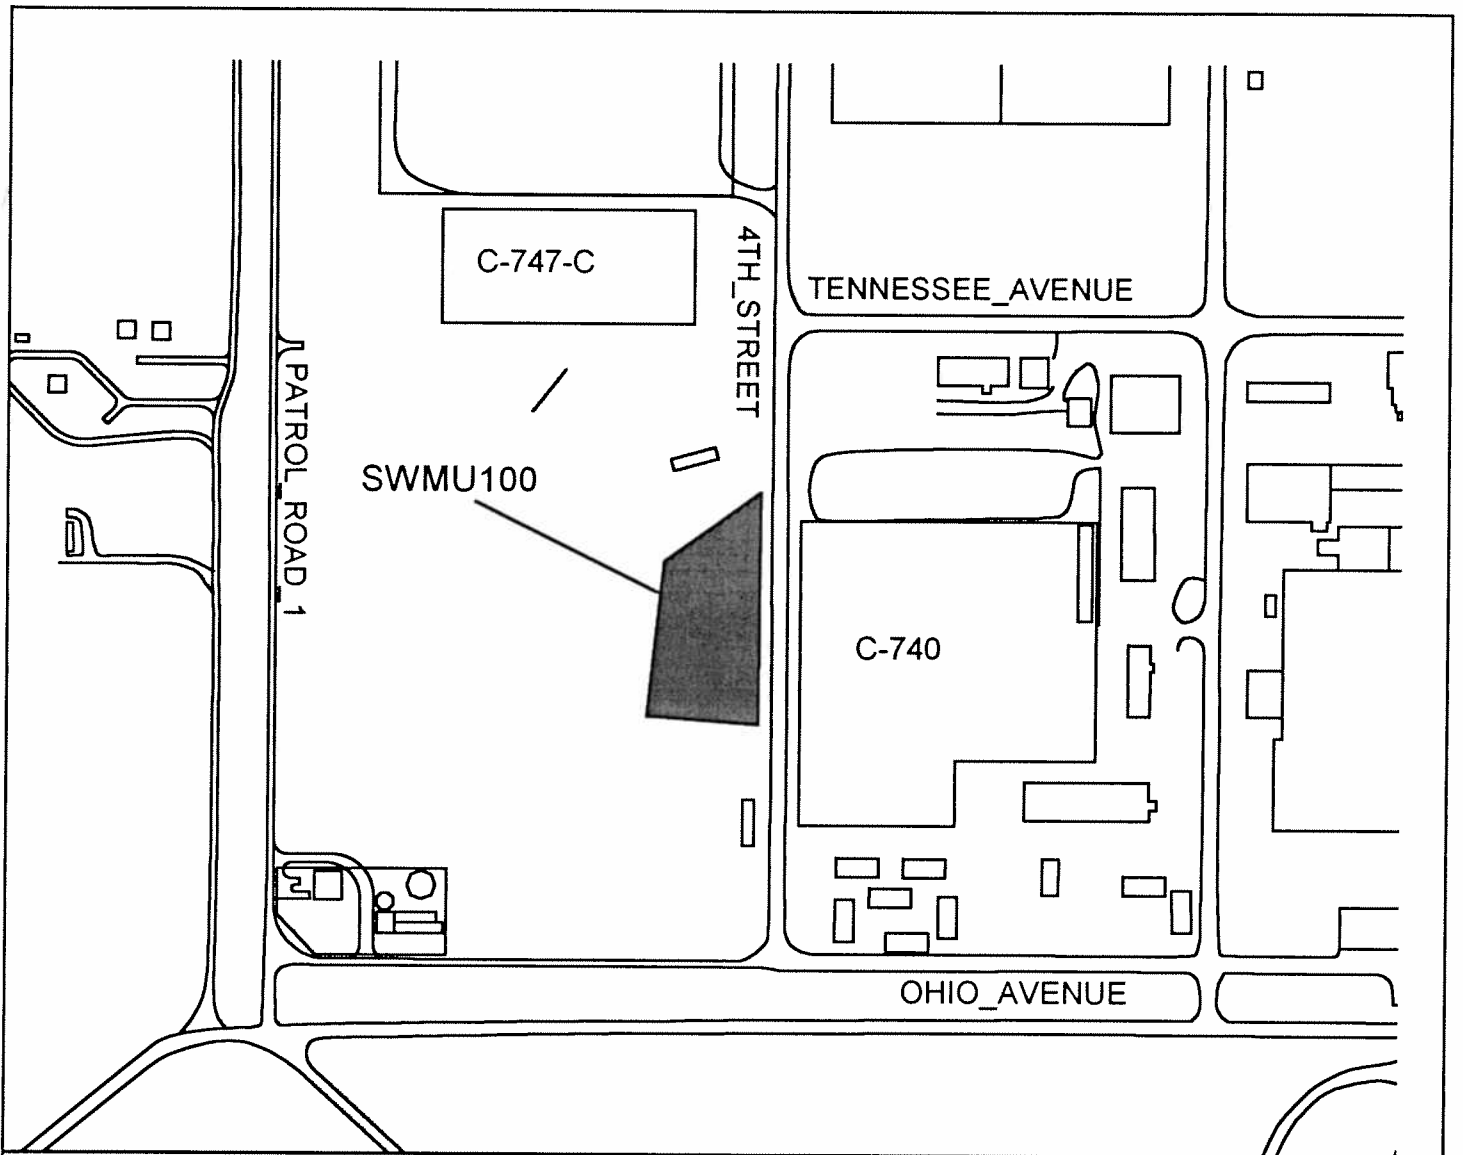 C-747-C
4TH_STREET
TENNESSEE_AVENUE
PATROL_ROAD_1
SWMU100
C-740
OHIO_AVENUE